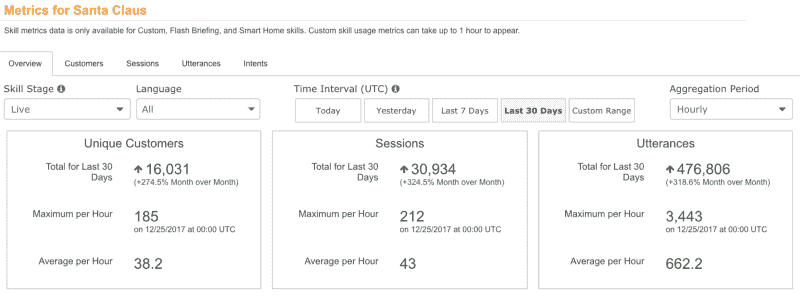 Metrics for Santa Claus
Skill metrics data is only available for Custom, Flash Briefing, and Smart Home skills. Custom skill usage metrics can take up to 1 hour to appear.
Overview Customers Sessions Utterances Intents
Skill Stage Language Time Interval (UTC) Aggregation Period
Live All Today Yesterday Last 7 Days Last 30 Days Custom Range Hourly
Unique Customers
Total for Last 30 Days 16,031
(+274.5% Month over Month)
Maximum per Hour 185
on 12/25/2017 at 00:00 UTC
Average per Hour 38.2
Sessions
Total for Last 30 Days 30,934
(+324.5% Month over Month)
Maximum per Hour 212
on 12/25/2017 at 00:00 UTC
Average per Hour 43
Utterances
Total for Last 30 Days 476,806
(+318.6% Month over Month)
Maximum per Hour 3,443
on 12/25/2017 at 00:00 UTC
Average per Hour 662.2